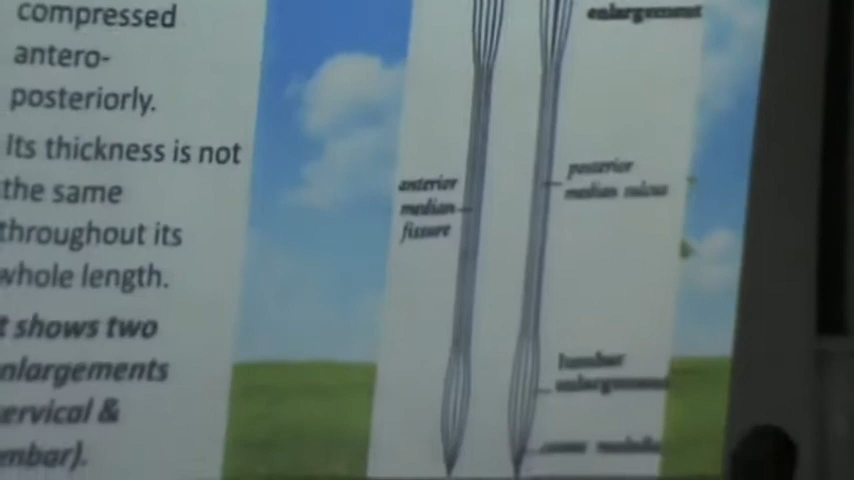 compressed
antero-
posteriorly.
Its thickness is not
the same
throughout its
whole length.
t shows two
nlargements
ervical &
mbar).
enlargement
anterior
median
fissure
posterior
median sulcus
lumbar
enlargement